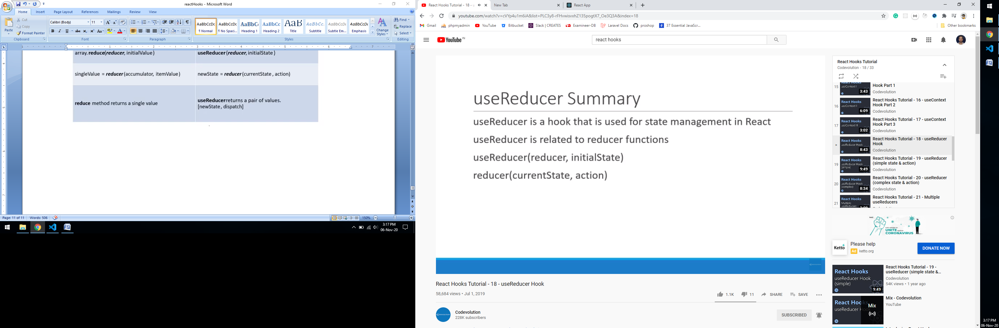 reactHooks - Microsoft Word
Home Insert Page Layout References Mailings Review View
Paste
Cut
Copy
Format Painter
Clipboard
Calibri (Body) 11
Font
Paragraph
AaBbCcDc AaBbCcDc AaBbC AaBbCc AaB AaBbCc. AaBbCcDc AaBbCcDc
¶ Normal ¶ No Spaci... Heading 1 Heading 2 Title Subtitle Subtle Em... Emphasis
Styles
Change
Styles
Find
Replace
Select
Editing
array.reduce(reducer, initialValue)
useReducer(reducer, initialState)
singleValue = reducer(accumulator, itemValue)
newState = reducer(currentState, action)
reduce method returns a single value
useReducer returns a pair of values.
[newState, dispatch]
Page: 11 of 11 Words: 506
150%
3:17 PM
06-Nov-20
React Hooks Tutorial - 18 - u
New Tab
React App
youtube.com/watch?v=cVYp4u1m6iA&list=PLC3y8-rFHvwisvxhZ135pogtX7_Oe3Q3A&index=18
Gmail phpmyadmin YouTube Bitbucket Slack | CREATES Examineer-DB Laravel Docs proshop 37 Essential JavaScr...
Other bookmarks
YouTube IN
react hooks
useReducer Summary
useReducer is a hook that is used for state management in React
useReducer is related to reducer functions
useReducer(reducer, initialState)
reducer(currentState, action)
React Hooks Tutorial - 18 - useReducer Hook
58,684 views • Jul 1, 2019
1.1K 11 SHARE SAVE
Codevolution
228K subscribers
SUBSCRIBED
React Hooks Tutorial
Codevolution - 18 / 33
15
React Hooks
useContext I
3:43
Hook Part 1
Codevolution
16
React Hooks
useContext II
6:09
React Hooks Tutorial - 16 - useContext
Hook Part 2
Codevolution
17
React Hooks
useContext III
3:02
React Hooks Tutorial - 17 - useContext
Hook Part 3
Codevolution
React Hooks
useReducer Hook
8:43
React Hooks Tutorial - 18 - useReducer
Hook
Codevolution
19
React Hooks
useReducer Hook
(simple)
9:49
React Hooks Tutorial - 19 - useReducer
(simple state & action)
Codevolution
20
React Hooks
useReducer Hook
(complex)
8:34
React Hooks Tutorial - 20 - useReducer
(complex state & action)
Codevolution
21
React Hooks
Multiple
useReducers
React Hooks Tutorial - 21 - Multiple
useReducers
Let's pledge to
UNITE
CORONAVIRUS
Ketto
Please help
Ad ketto.org
DONATE NOW
React Hooks
useReducer Hook
(simple)
9:49
React Hooks Tutorial - 19 -
useReducer (simple state &...
Codevolution
54K views • 1 year ago
React Hooks
useReducer Hook
Mix
Mix - Codevolution
YouTube
3:17 PM
06-Nov-20